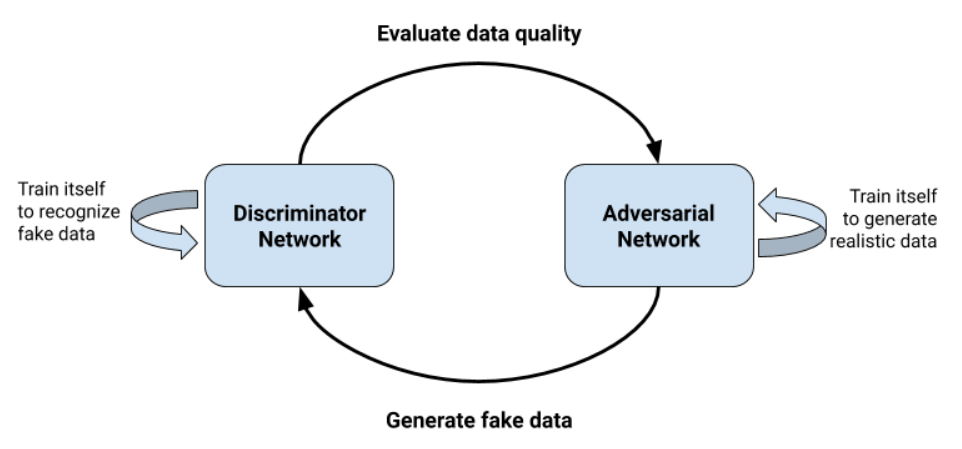 Evaluate data quality
Train itself
to recognize
fake data
Discriminator
Network
Adversarial
Network
Train itself
to generate
realistic data
Generate fake data